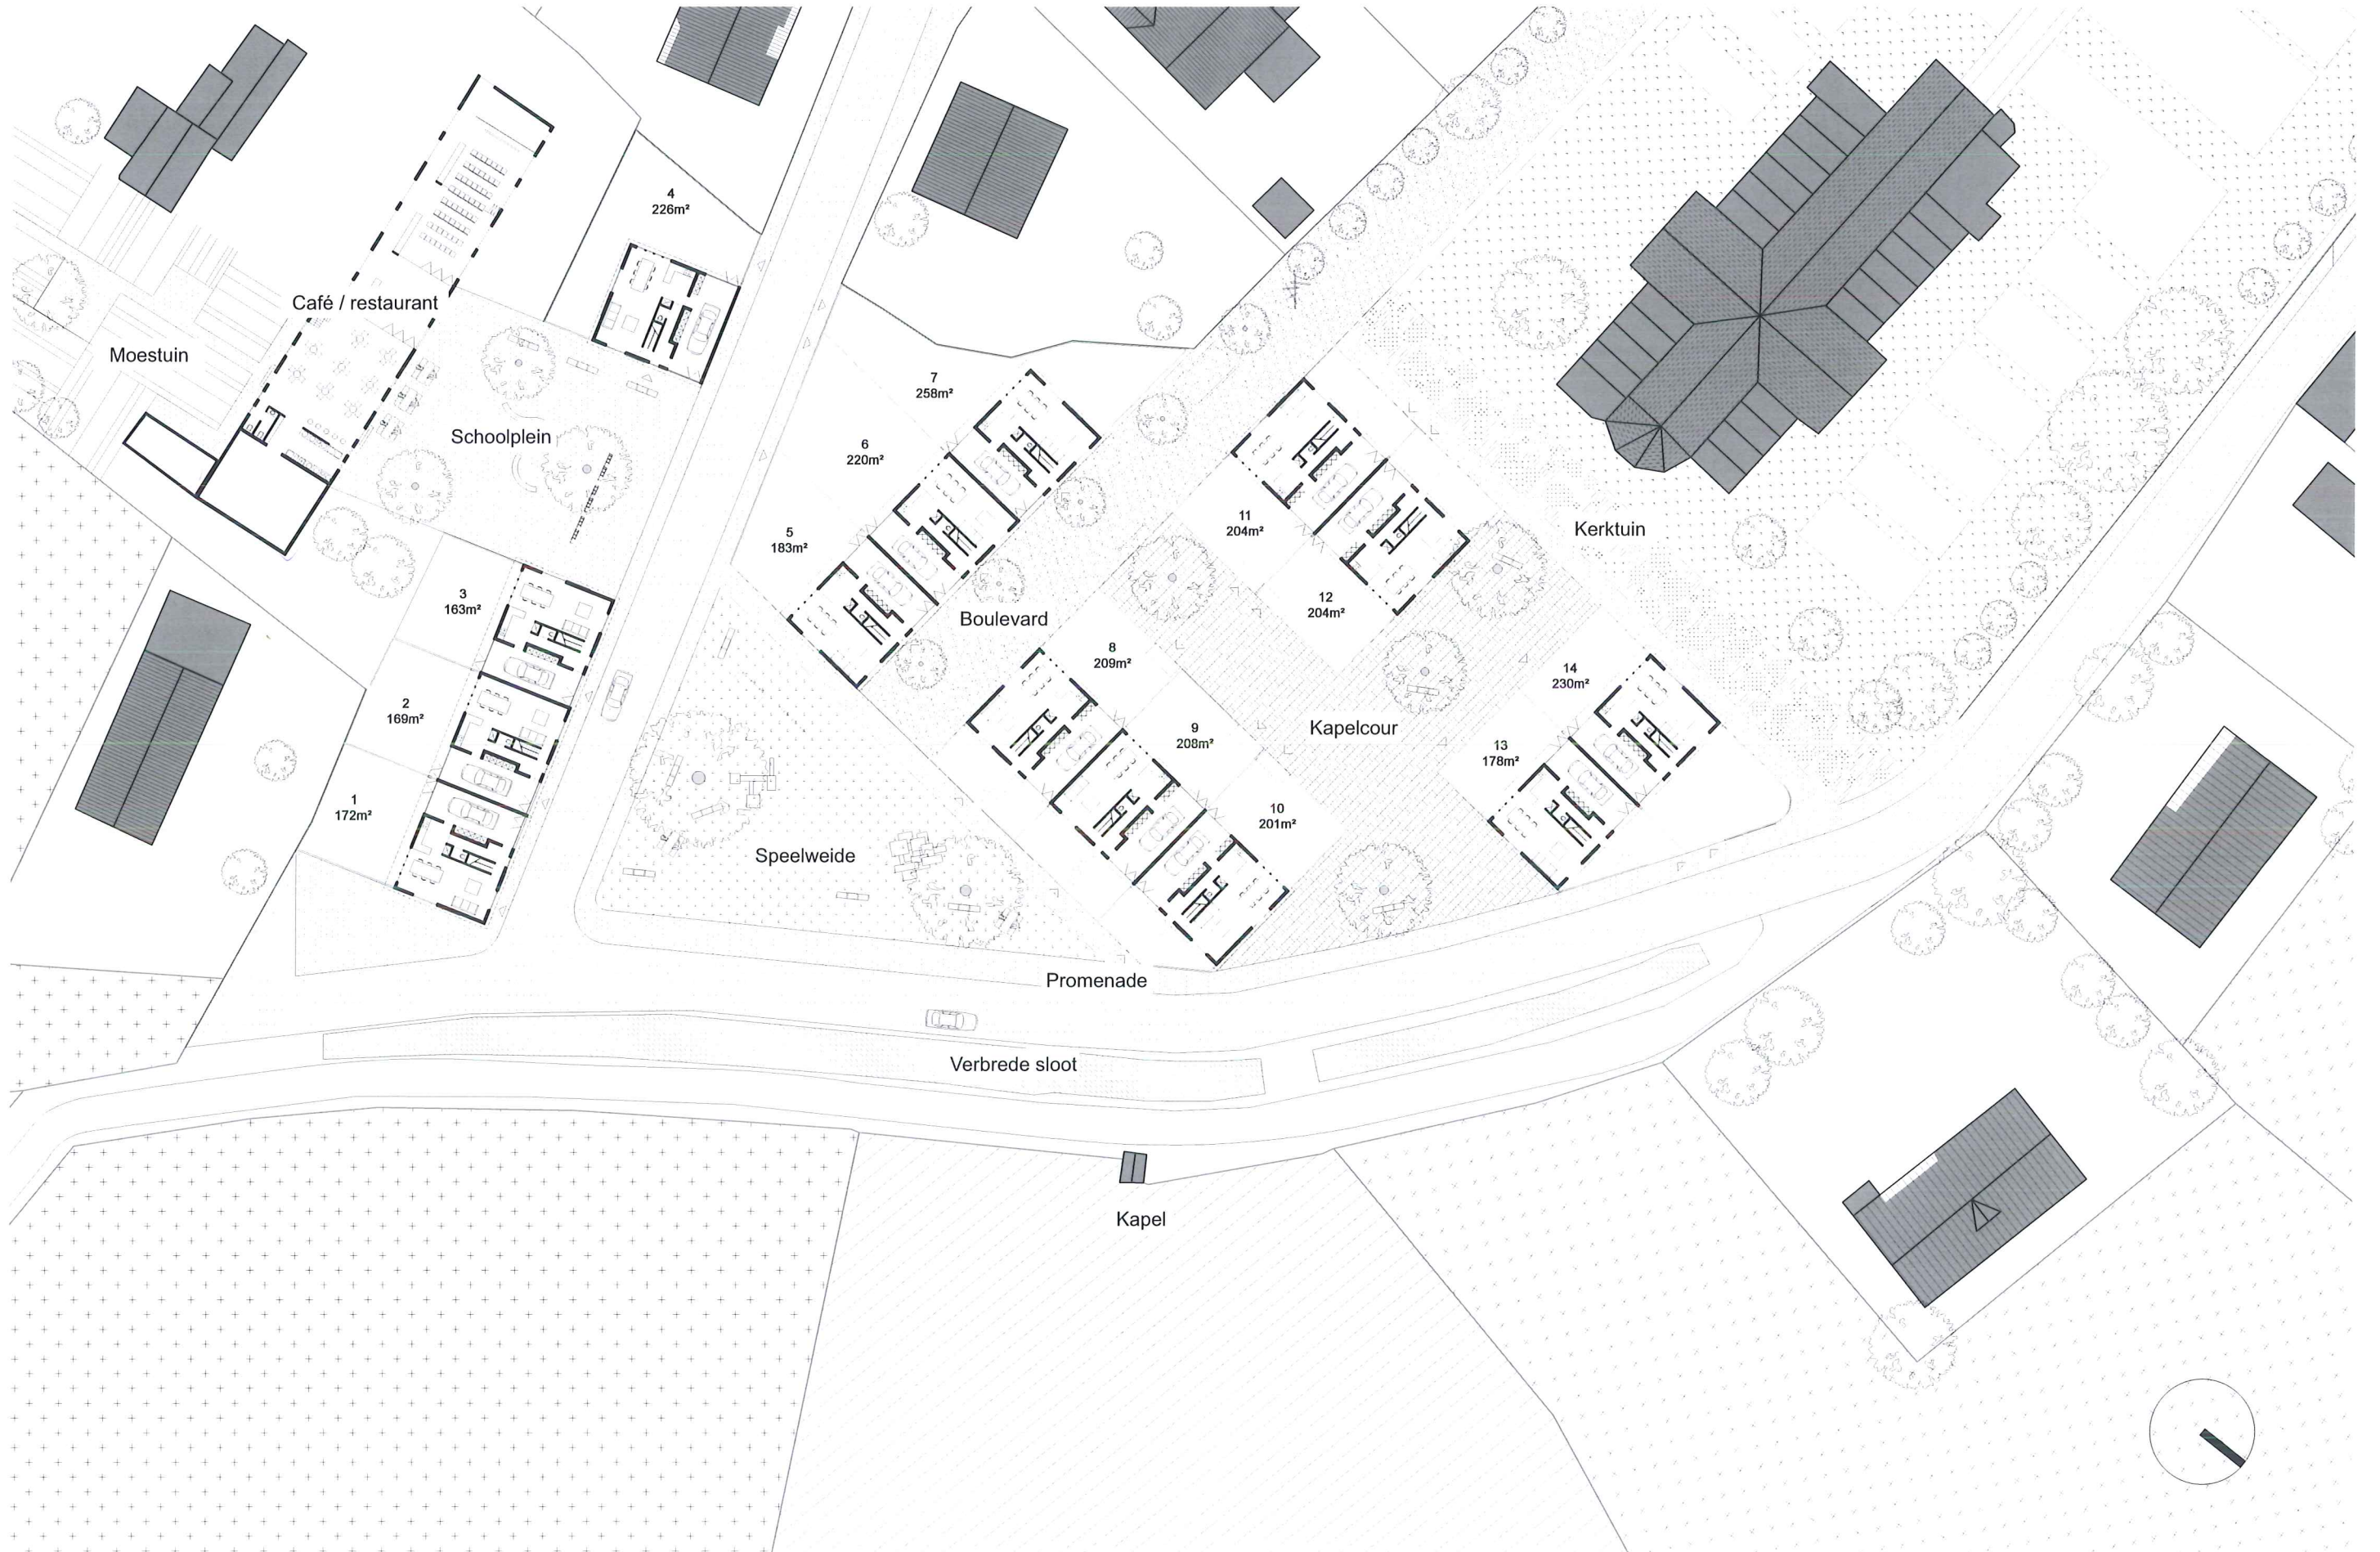 4
226m²
Café / restaurant
Moestuin
7
258m²
Schoolplein
6
220m²
11
204m²
Kerktuin
5
183m²
3
163m²
12
204m²
Boulevard
8
209m²
14
230m²
2
169m²
9
208m²
Kapelcour
13
178m²
1
172m²
10
201m²
Speelweide
Promenade
Verbrede sloot
Kapel